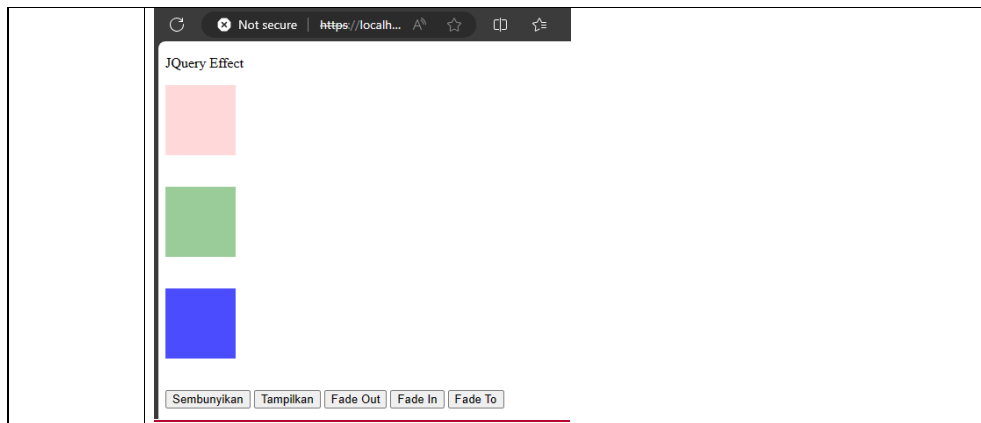 Not secure | https://localh...
JQuery Effect
Sembunyikan Tampilkan Fade Out Fade In Fade To